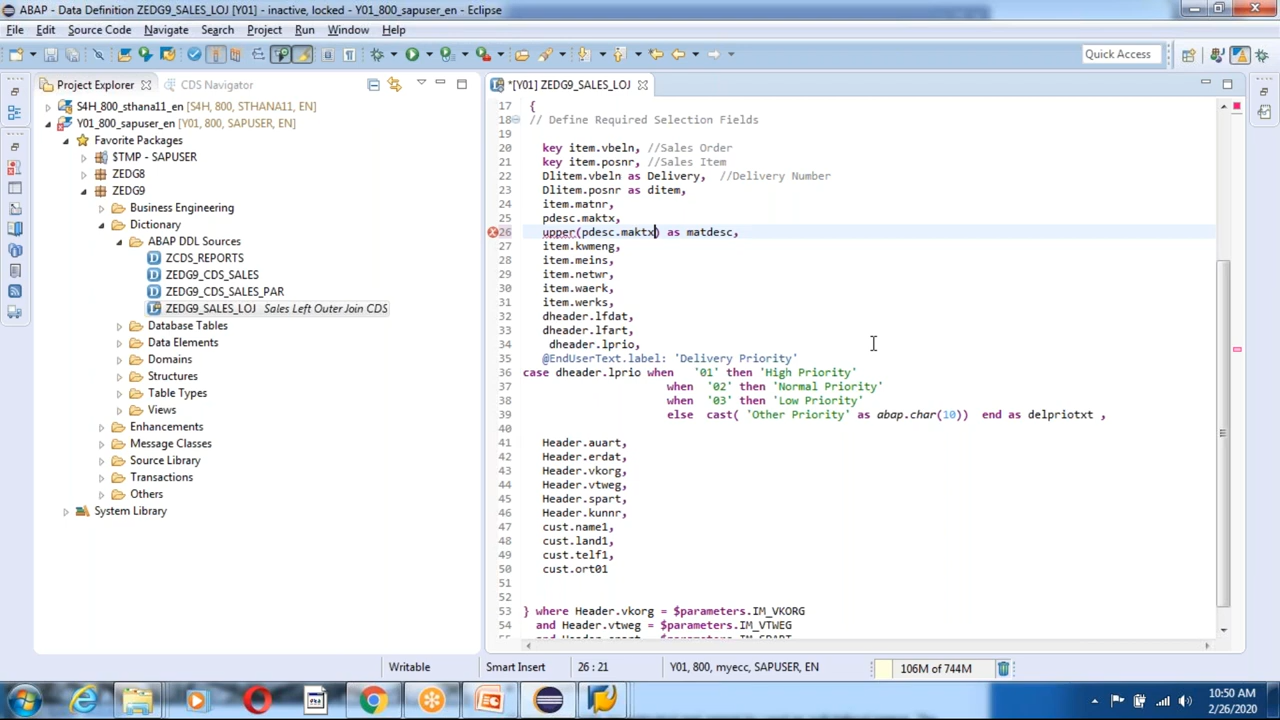 ABAP - Data Definition ZEDG9_SALES_LOJ [Y01] - inactive, locked - Y01_800_sapuser_en - Eclipse
File Edit Source Code Navigate Search Project Run Window Help
Quick Access
Project Explorer CDS Navigator
*[Y01] ZEDG9_SALES_LOJ
S4H_800_sthana11_en [S4H, 800, STHANA11, EN]
Y01_800_sapuser_en [Y01, 800, SAPUSER, EN]
Favorite Packages
$TMP - SAPUSER
ZEDG8
ZEDG9
Business Engineering
Dictionary
ABAP DDL Sources
ZCDS_REPORTS
ZEDG9_CDS_SALES
ZEDG9_CDS_SALES_PAR
ZEDG9_SALES_LOJ Sales Left Outer Join CDS
Database Tables
Data Elements
Domains
Structures
Table Types
Views
Enhancements
Message Classes
Source Library
Transactions
Others
System Library
17 {
18 // Define Required Selection Fields
19
20 key item.vbeln, //Sales Order
21 key item.posnr, //Sales Item
22 Dlitem.vbeln as Delivery, //Delivery Number
23 Dlitem.posnr as ditem,
24 item.matnr,
25 pdesc.maktx,
26 upper(pdesc.maktx) as matdesc,
27 item.kwmeng,
28 item.meins,
29 item.netwr,
30 item.waerk,
31 item.werks,
32 dheader.lfdat,
33 dheader.lfart,
34 dheader.lprio,
35 @EndUserText.label: 'Delivery Priority'
36 case dheader.lprio when '01' then 'High Priority'
37 when '02' then 'Normal Priority'
38 when '03' then 'Low Priority'
39 else cast( 'Other Priority' as abap.char(10)) end as delpriotxt ,
40
41 Header.auart,
42 Header.erdat,
43 Header.vkorg,
44 Header.vtweg,
45 Header.spart,
46 Header.kunnr,
47 cust.name1,
48 cust.land1,
49 cust.telf1,
50 cust.ort01
51
52
53 } where Header.vkorg = $parameters.IM_VKORG
54 and Header.vtweg = $parameters.IM_VTWEG
55 and Header.spart = $parameters.IM_SPART
Writable Smart Insert 26 : 21 Y01, 800, myecc, SAPUSER, EN 106M of 744M
10:50 AM
2/26/2020